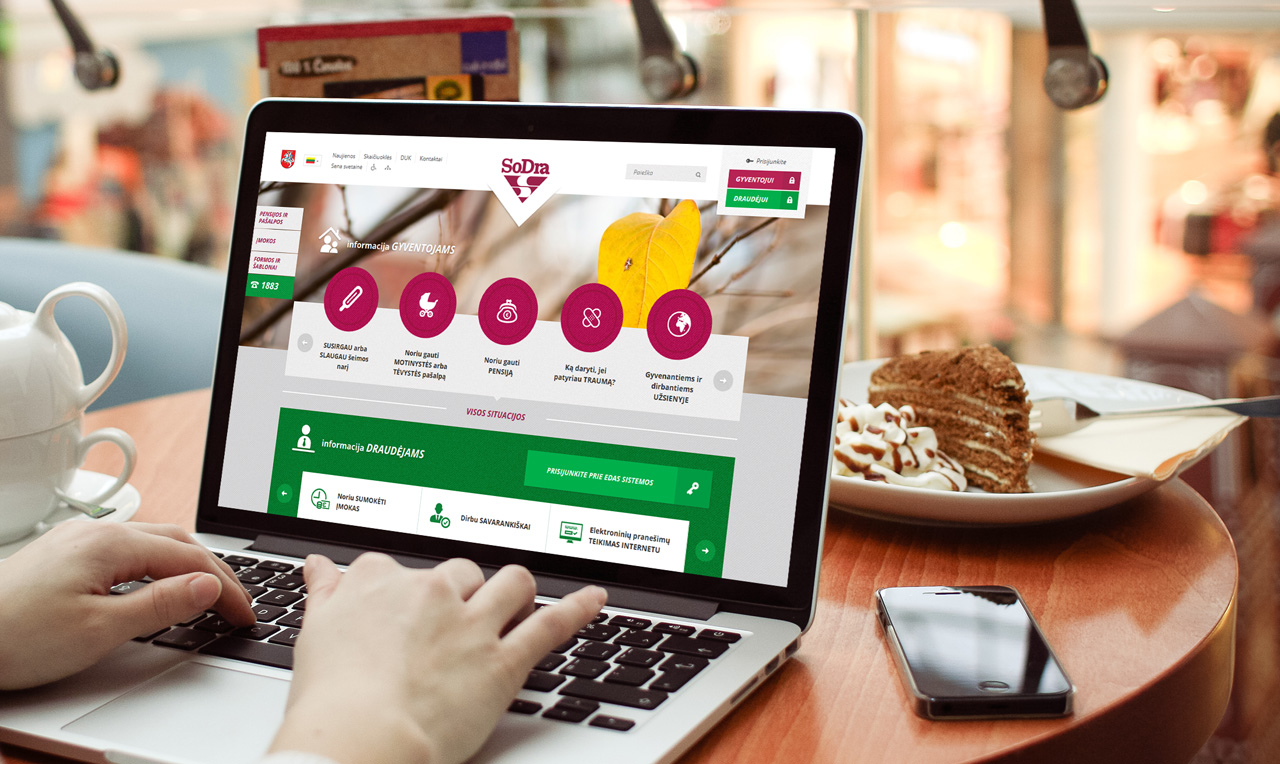 Naujienos Skaičiuoklės DUK Kontaktai
Sena svetainė
SoDra
Paieška
Prisijunkite
GYVENTOJUI
DRAUDĖJUI
PENSIJOS IR
PAŠALPOS
ĮMOKOS
FORMOS IR
ŠABLONAI
1883
informacija GYVENTOJAMS
SUSIRGAU arba
SLAUGAU šeimos
narį
Noriu gauti
MOTINYSTĖS arba
TĖVYSTĖS pašalpą
Noriu gauti
PENSIJĄ
Ką daryti, jei
patyriau TRAUMĄ?
Gyvenantiems ir
dirbantiems
UŽSIENYJE
VISOS SITUACIJOS
informacija DRAUDĖJAMS
PRISIJUNKITE PRIE EDAS SISTEMOS
Noriu SUMOKĖTI
ĮMOKAS
Dirbu SAVARANKIŠKAI
Elektroninių pranešimų
TEIKIMAS INTERNETU